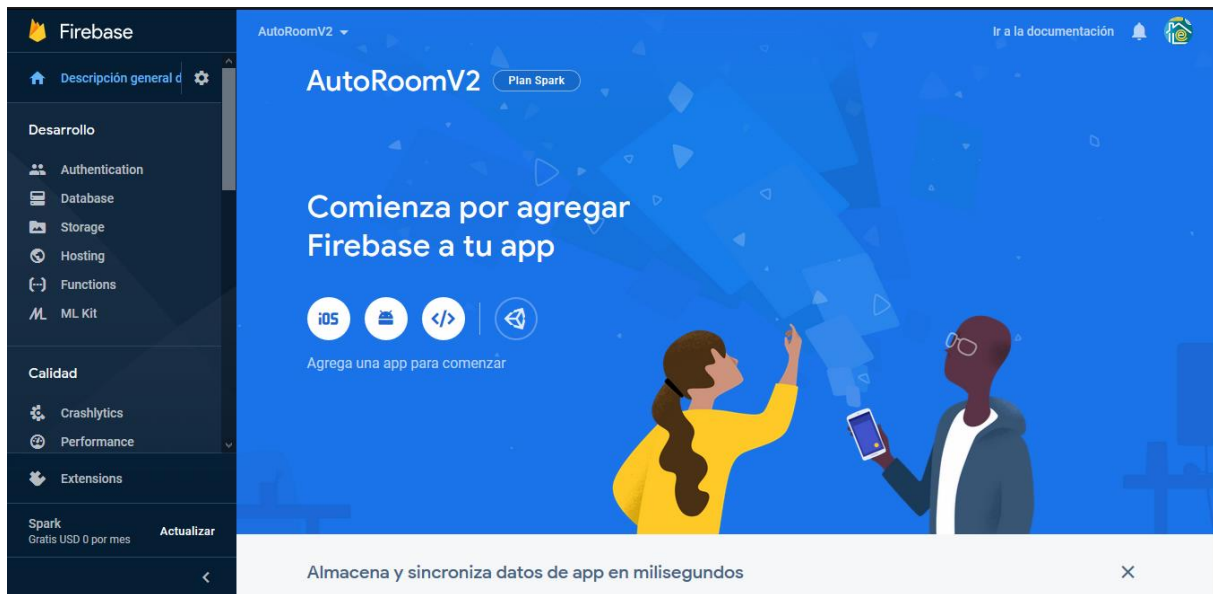 Firebase
AutoRoomV2
Ir a la documentación
Descripción general d
AutoRoomV2
Plan Spark
Desarrollo
Authentication
Database
Storage
Hosting
Functions
ML Kit
Calidad
Crashlytics
Performance
Extensions
Spark
Gratis USD 0 por mes
Actualizar
Comienza por agregar
Firebase a tu app
iOS
Agrega una app para comenzar
Almacena y sincroniza datos de app en milisegundos